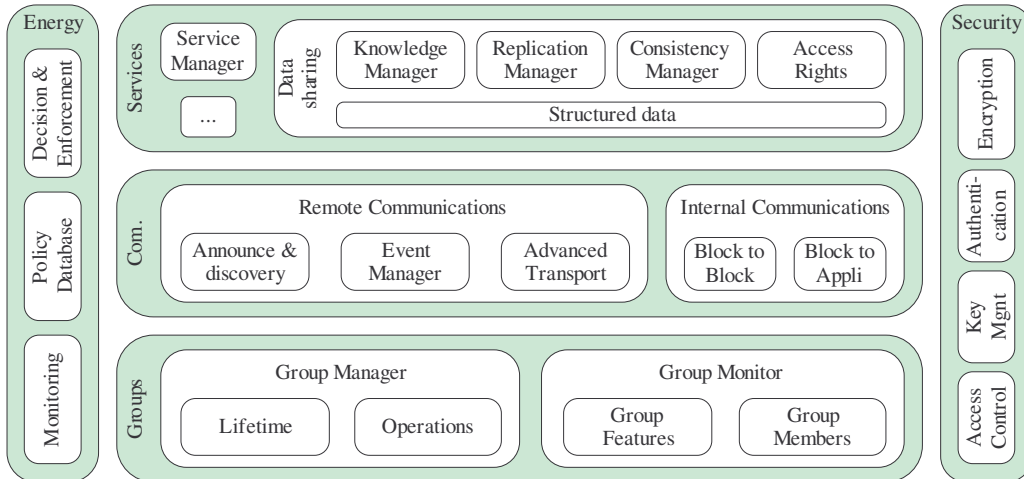 Energy
Decision &
Enforcement
Policy
Database
Monitoring
Services
Service
Manager
...
Data
sharing
Knowledge
Manager
Replication
Manager
Consistency
Manager
Access
Rights
Structured data
Com.
Remote Communications
Announce &
discovery
Event
Manager
Advanced
Transport
Internal Communications
Block to
Block
Block to
Appli
Groups
Group Manager
Lifetime
Operations
Group Monitor
Group
Features
Group
Members
Security
Encryption
Authenti-
cation
Key
Mgnt
Access
Control